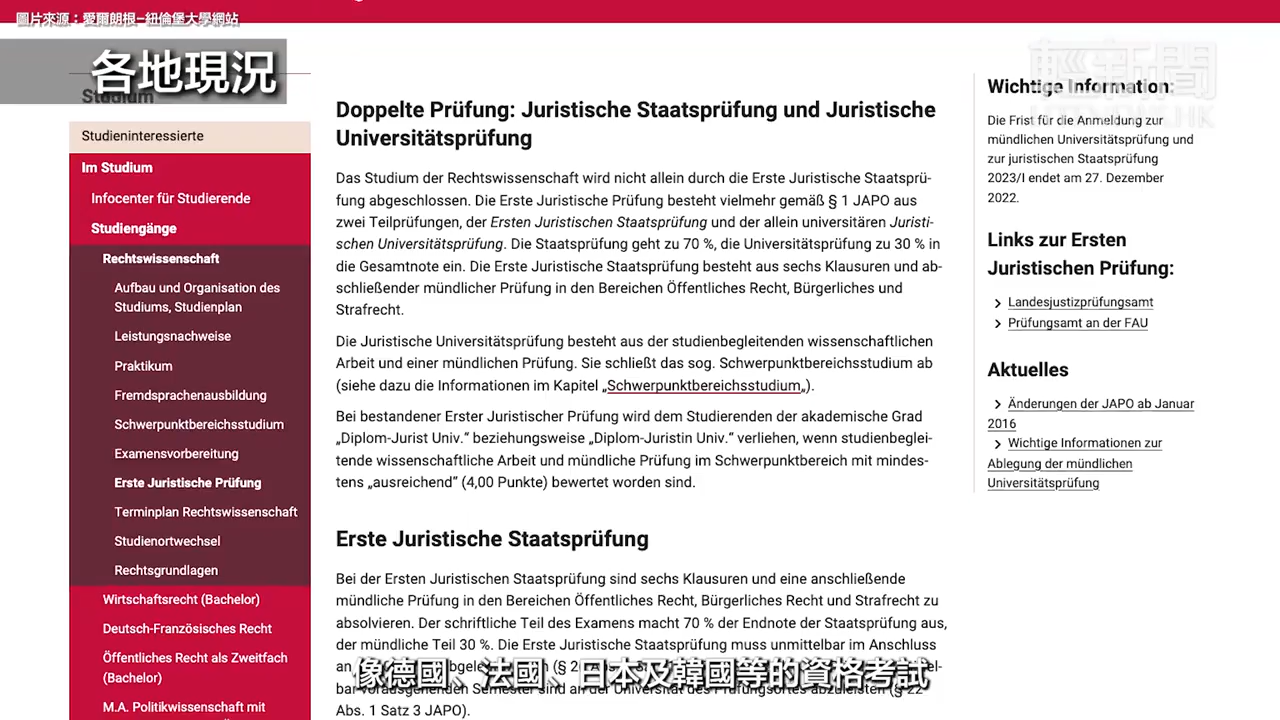 圖片來源：愛爾朗根—紐倫堡大學網站
各地現況
Studium
Studieninteressierte
Im Studium
Infocenter für Studierende
Studiengänge
Rechtswissenschaft
Aufbau und Organisation des
Studiums, Studienplan
Leistungsnachweise
Praktikum
Fremdsprachenausbildung
Schwerpunktbereichsstudium
Examensvorbereitung
Erste Juristische Prüfung
Terminplan Rechtswissenschaft
Studienortwechsel
Rechtsgrundlagen
Wirtschaftsrecht (Bachelor)
Deutsch-Französisches Recht
Öffentliches Recht als Zweitfach
(Bachelor)
M.A. Politikwissenschaft mit
Doppelte Prüfung: Juristische Staatsprüfung und Juristische
Universitätsprüfung
Das Studium der Rechtswissenschaft wird nicht allein durch die Erste Juristische Staatsprü-
fung abgeschlossen. Die Erste Juristische Prüfung besteht vielmehr gemäß § 1 JAPO aus
zwei Teilprüfungen, der Ersten Juristischen Staatsprüfung und der allein universitären Juristi-
schen Universitätsprüfung. Die Staatsprüfung geht zu 70 %, die Universitätsprüfung zu 30 % in
die Gesamtnote ein. Die Erste Juristische Staatsprüfung besteht aus sechs Klausuren und ab-
schließender mündlicher Prüfung in den Bereichen Öffentliches Recht, Bürgerliches und
Strafrecht.
Die Juristische Universitätsprüfung besteht aus der studienbegleitenden wissenschaftlichen
Arbeit und einer mündlichen Prüfung. Sie schließt das sog. Schwerpunktbereichsstudium ab
(siehe dazu die Informationen im Kapitel „Schwerpunktbereichsstudium„).
Bei bestandener Erster Juristischer Prüfung wird dem Studierenden der akademische Grad
„Diplom-Jurist Univ.“ beziehungsweise „Diplom-Juristin Univ.“ verliehen, wenn studienbeglei-
tende wissenschaftliche Arbeit und mündliche Prüfung im Schwerpunktbereich mit mindes-
tens „ausreichend” (4,00 Punkte) bewertet worden sind.
Erste Juristische Staatsprüfung
Bei der Ersten Juristischen Staatsprüfung sind sechs Klausuren und eine anschließende
mündliche Prüfung in den Bereichen Öffentliches Recht, Bürgerliches Recht und Strafrecht zu
absolvieren. Der schriftliche Teil des Examens macht 70 % der Endnote der Staatsprüfung aus,
der mündliche Teil 30 %. Die Erste Juristische Staatsprüfung muss unmittelbar im Anschluss
像德國、法國、日本及韓國等的資格考試
Abs. 1 Satz 3 JAPO).
輕新聞
Wichtige Information:
Die Frist für die Anmeldung zur
mündlichen Universitätsprüfung und
zur juristischen Staatsprüfung
2023/I endet am 27. Dezember
2022.
Links zur Ersten
Juristischen Prüfung:
Landesjustizprüfungsamt
Prüfungsamt an der FAU
Aktuelles
Änderungen der JAPO ab Januar
2016
Wichtige Informationen zur
Ablegung der mündlichen
Universitätsprüfung